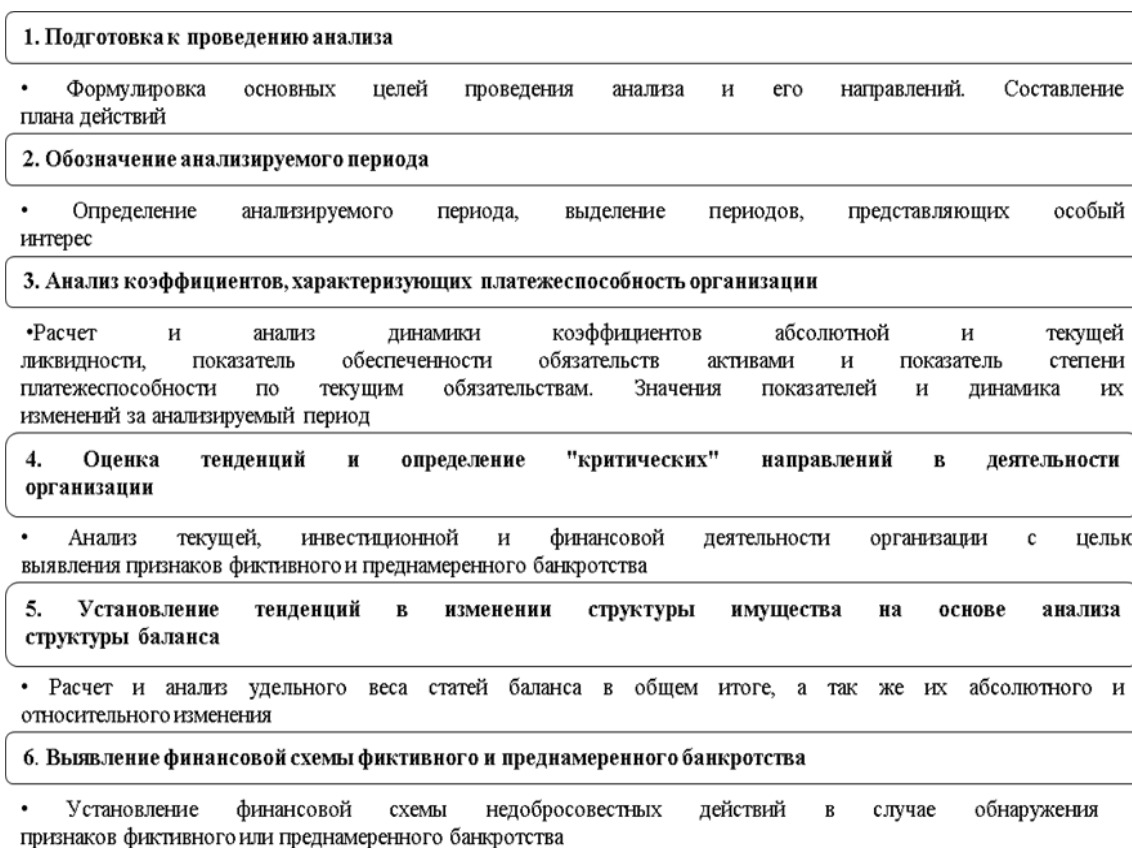 1. Подготовка к проведению анализа
• Формулировка основных целей проведения анализа и его направлений. Составление
плана действий
2. Обозначение анализируемого периода
• Определение анализируемого периода, выделение периодов, представляющих особый
интерес
3. Анализ коэффициентов, характеризующих платежеспособность организации
•Расчет и анализ динамики коэффициентов абсолютной и текущей
ликвидности, показатель обеспеченности обязательств активами и показатель степени
платежеспособности по текущим обязательствам. Значения показателей и динамика их
изменений за анализируемый период
4. Оценка тенденций и определение "критических" направлений в деятельности
организации
• Анализ текущей, инвестиционной и финансовой деятельности организации с целью
выявления признаков фиктивного и преднамеренного банкротства
5. Установление тенденций в изменении структуры имущества на основе анализа
структуры баланса
• Расчет и анализ удельного веса статей баланса в общем итоге, а так же их абсолютного и
относительного изменения
6. Выявление финансовой схемы фиктивного и преднамеренного банкротства
• Установление финансовой схемы недобросовестных действий в случае обнаружения
признаков фиктивного или преднамеренного банкротства